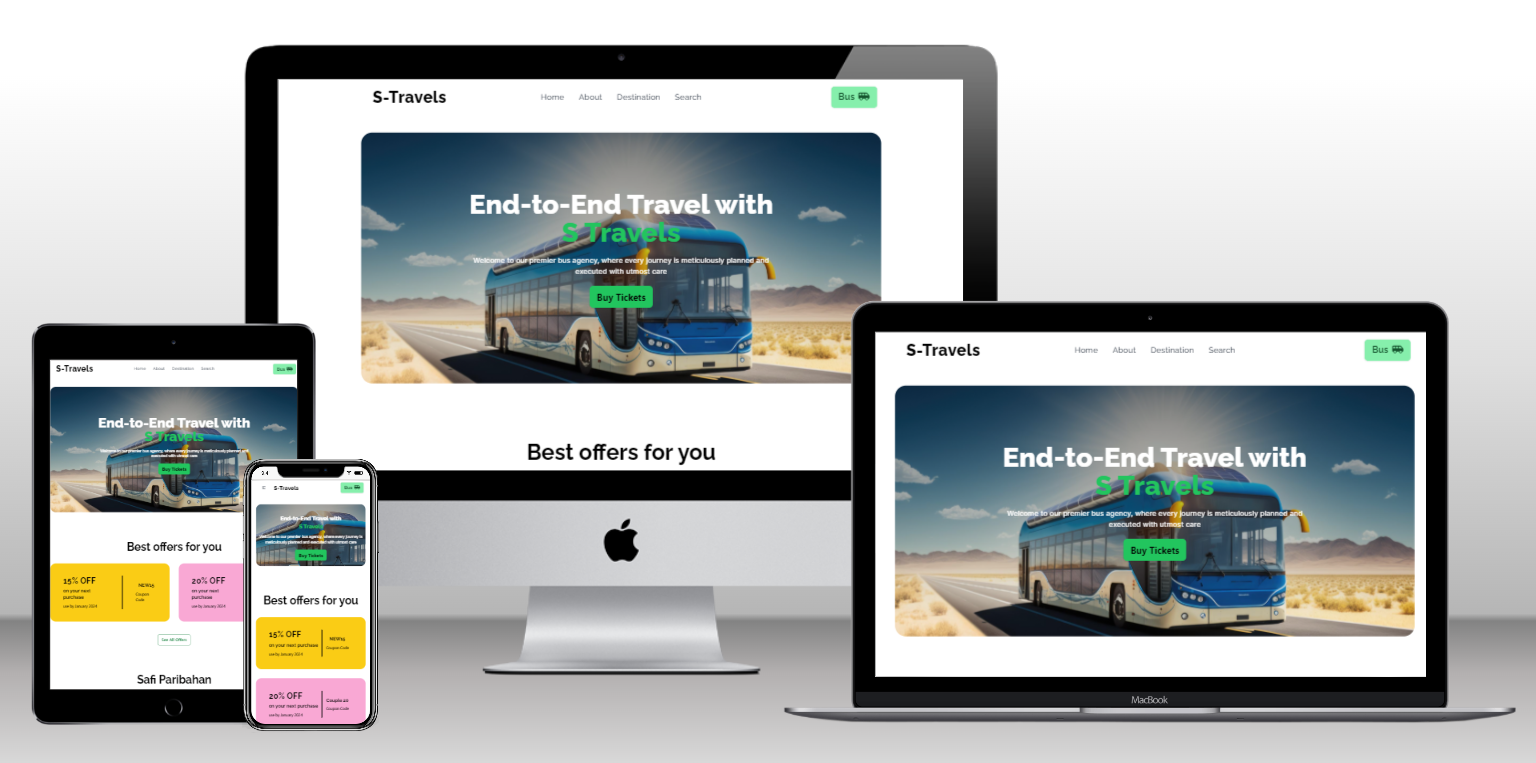 S-Travels
Home About Destination Search
Bus
End-to-End Travel with
S Travels
Welcome to our premier bus agency, where every journey is meticulously planned and
executed with utmost care
Buy Tickets
Best offers for you
S-Travels
Home About Destination Search
Bus
End-to-End Travel with
S Travels
Welcome to our premier bus agency, where every journey is meticulously planned and
executed with utmost care
Buy Tickets
Best offers for you
15% OFF
on your next
purchase
use by January 2024
NEW15
Coupon
Code
20% OFF
on your next
purchase
use by January 2024
See All Offers
Safi Paribahan
S-Travels
Bus
End-to-End Travel with
S Travels
Welcome to our premier bus agency, where every journey is
meticulously planned and executed with utmost care
Buy Tickets
Best offers for you
15% OFF
on your next purchase
use by January 2024
NEW15
Coupon Code
20% OFF
on your next purchase
use by January 2024
Couple 20
Coupon Code
S-Travels
Home About Destination Search
Bus
End-to-End Travel with
S Travels
Welcome to our premier bus agency, where every journey is meticulously planned and
executed with utmost care
Buy Tickets
MacBook